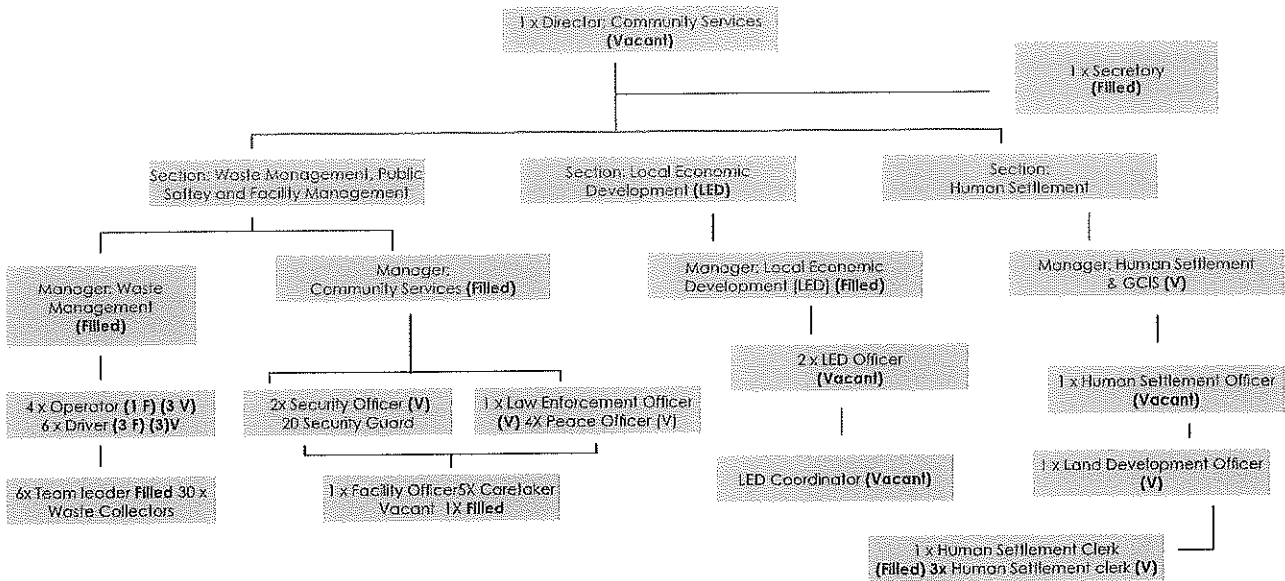 1 x Director: Community Services
(Vacant)
1 x Secretary
(Filled)
Section: Waste Management, Public
Saftey and Facility Management
Section: Local Economic
Development (LED)
Section:
Human Settlement
Manager: Waste
Management
(Filled)
Manager:
Community Services (Filled)
Manager: Local Economic
Development (LED) (Filled)
Manager: Human Settlement
& GCIS (V)
4 x Operator (1 F) (3 V)
6 x Driver (3 F) (3)V
2x Security Officer (V)
20 Security Guard
1 x Law Enforcement Officer
(V) 4X Peace Officer (V)
2 x LED Officer
(Vacant)
1 x Human Settlement Officer
(Vacant)
6x Team leader Filled 30 x
Waste Collectors
1 x Facility Officer5X Caretaker
Vacant 1X Filled
LED Coordinator (Vacant)
1 x Land Development Officer
(V)
1 x Human Settlement Clerk
(Filled) 3x Human Settlement clerk (V)